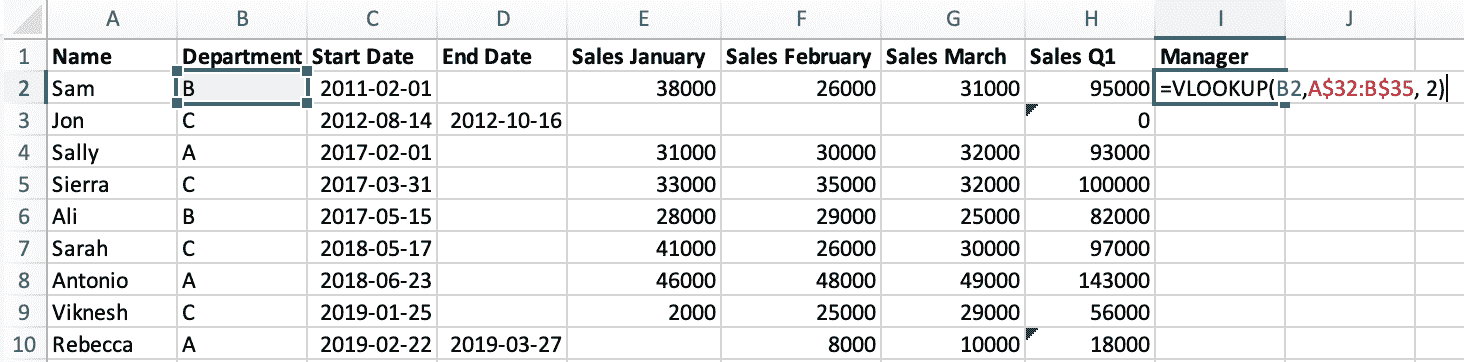 A B C D E F G H I J
1 Name Department Start Date End Date Sales January Sales February Sales March Sales Q1 Manager
2 Sam B 2011-02-01 38000 26000 31000 95000 =VLOOKUP(B2,A$32:B$35, 2)
3 Jon C 2012-08-14 2012-10-16 0
4 Sally A 2017-02-01 31000 30000 32000 93000
5 Sierra C 2017-03-31 33000 35000 32000 100000
6 Ali B 2017-05-15 28000 29000 25000 82000
7 Sarah C 2018-05-17 41000 26000 30000 97000
8 Antonio A 2018-06-23 46000 48000 49000 143000
9 Viknesh C 2019-01-25 2000 25000 29000 56000
10 Rebecca A 2019-02-22 2019-03-27 8000 10000 18000